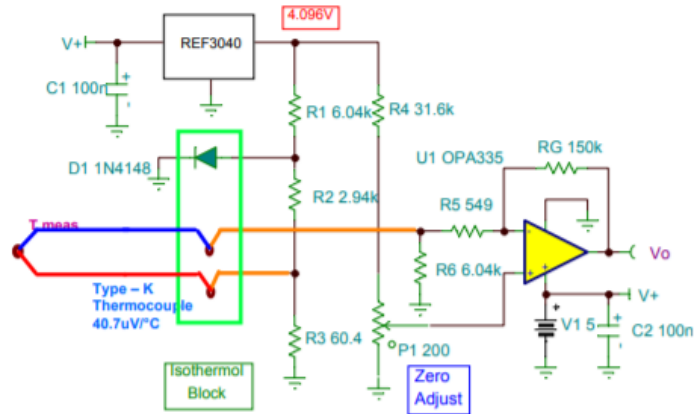 4.096V
V+
REF3040
C1 100n
+
R1 6.04k
R4 31.6k
RG 150k
U1 OPA335
D1 1N4148
R2 2.94k
R5 549
T meas
-
+
Vo
R6 6.04k
Type – K
Thermocouple
40.7uV/°C
V+
+
V1 5
+
C2 100n
R3 60.4
P1 200
Isothermol
Block
Zero
Adjust